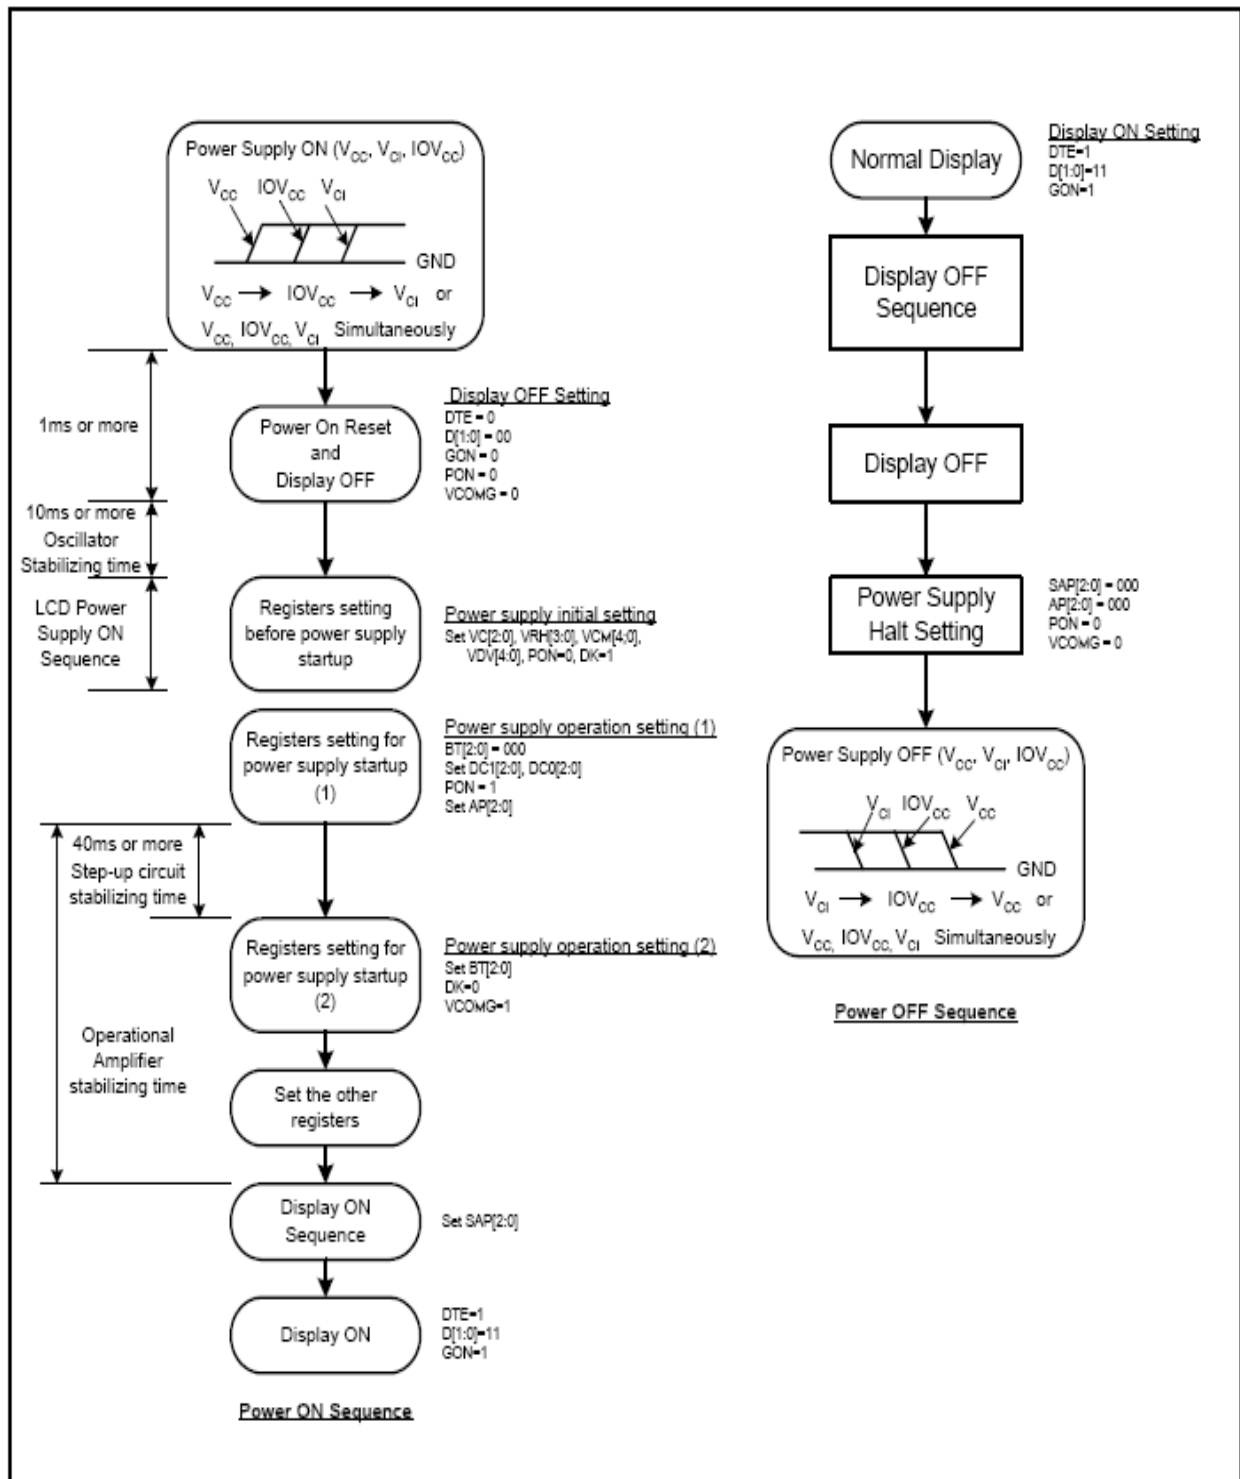 Power Supply ON (VCC, VCI, IOVCC)
VCC IOVCC VCI
GND
VCC → IOVCC → VCI or
VCC, IOVCC, VCI Simultaneously
1ms or more
Power On Reset
and
Display OFF
Display OFF Setting
DTE = 0
D[1:0] = 00
GON = 0
PON = 0
VCOMG = 0
10ms or more
Oscillator
Stabilizing time
LCD Power
Supply ON
Sequence
Registers setting
before power supply
startup
Power supply initial setting
Set VC[2:0], VRH[3:0], VCM[4;0],
VDV[4:0], PON=0, DK=1
Registers setting for
power supply startup
(1)
Power supply operation setting (1)
BT[2:0] = 000
Set DC1[2:0], DC0[2:0]
PON = 1
Set AP[2:0]
40ms or more
Step-up circuit
stabilizing time
Registers setting for
power supply startup
(2)
Power supply operation setting (2)
Set BT[2:0]
DK=0
VCOMG=1
Operational
Amplifier
stabilizing time
Set the other
registers
Display ON
Sequence
Set SAP[2:0]
Display ON
DTE=1
D[1:0]=11
GON=1
Power ON Sequence
Normal Display
Display ON Setting
DTE=1
D[1:0]=11
GON=1
Display OFF
Sequence
Display OFF
Power Supply
Halt Setting
SAP[2:0] = 000
AP[2:0] = 000
PON = 0
VCOMG = 0
Power Supply OFF (VCC, VCI, IOVCC)
VCI IOVCC VCC
GND
VCI → IOVCC → VCC or
VCC, IOVCC, VCI Simultaneously
Power OFF Sequence